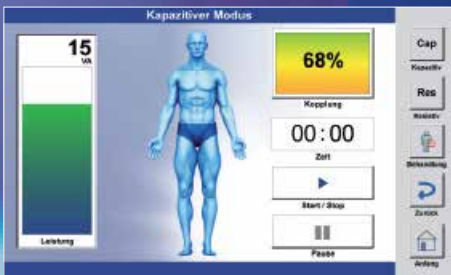 Kapazitiver Modus
15
VA
Leistung
68%
Kopplung
00:00
Zeit
Start / Stop
Pause
Cap
Kapazitiv
Res
Resistiv
Behandlung
Zurück
Anfang